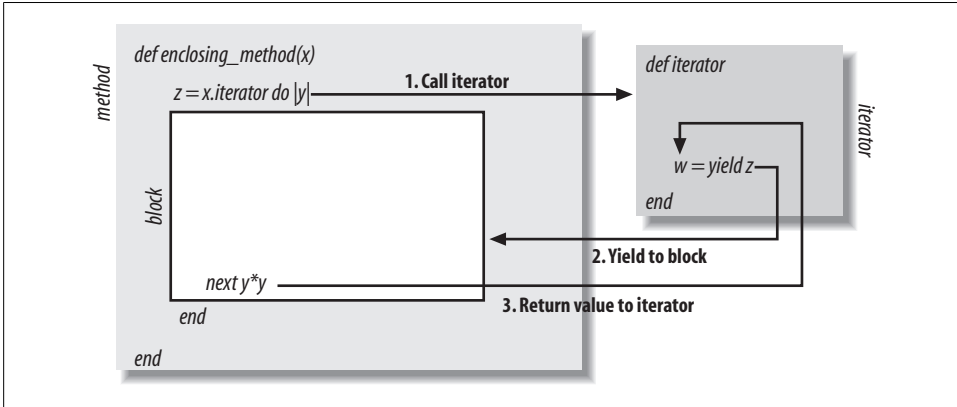 method
def enclosing_method(x)
z = x.iterator do |y|
block
next y*y
end
end
1. Call iterator
def iterator
w = yield z
end
iterator
2. Yield to block
3. Return value to iterator